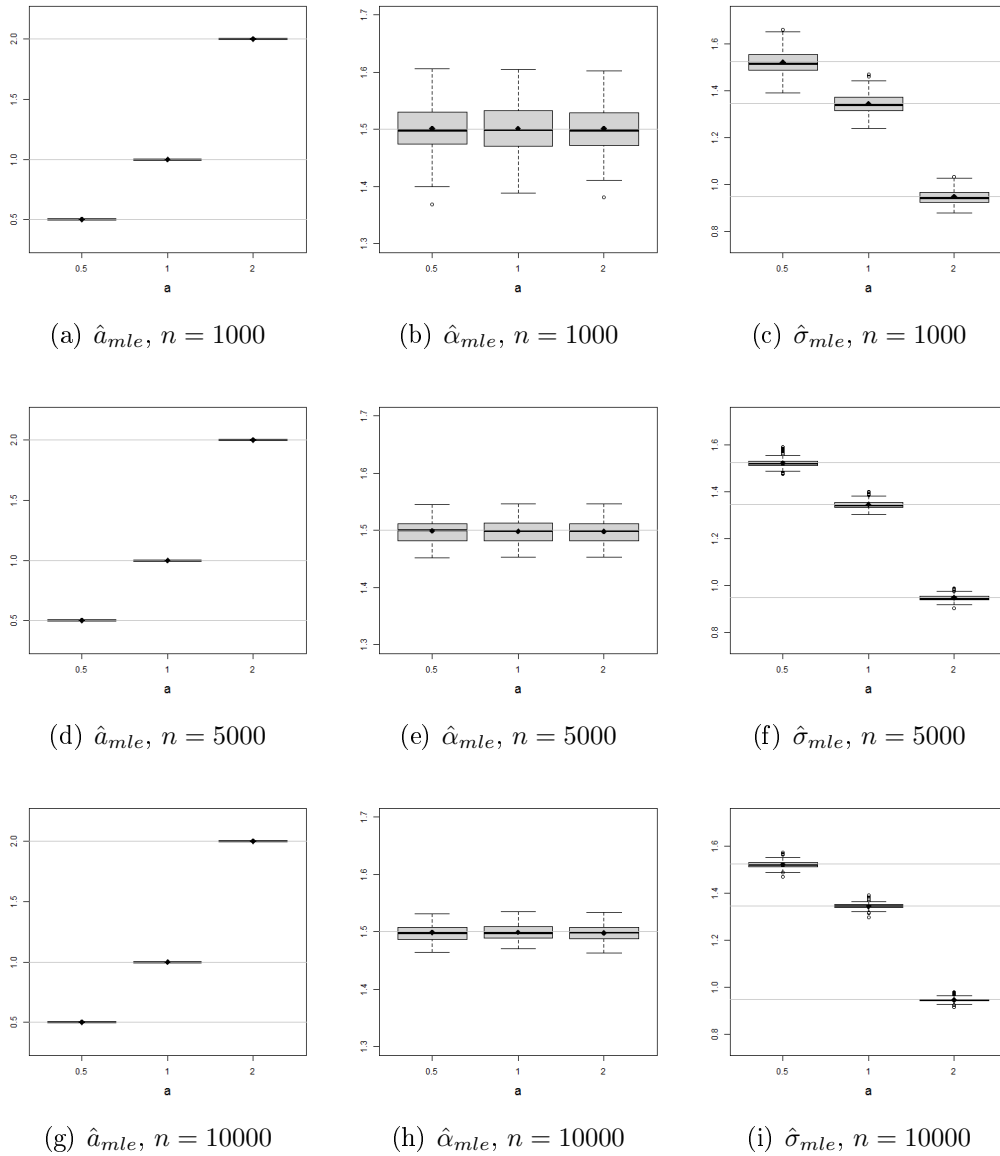 2.0
1.5
1.0
0.5
0.5 1 2
a
(a) â_mle, n = 1000
1.7
1.6
1.5
1.4
1.3
0.5 1 2
a
(b) α̂_mle, n = 1000
1.6
1.4
1.2
1.0
0.8
0.5 1 2
a
(c) σ̂_mle, n = 1000
2.0
1.5
1.0
0.5
0.5 1 2
a
(d) â_mle, n = 5000
1.7
1.6
1.5
1.4
1.3
0.5 1 2
a
(e) α̂_mle, n = 5000
1.6
1.4
1.2
1.0
0.8
0.5 1 2
a
(f) σ̂_mle, n = 5000
2.0
1.5
1.0
0.5
0.5 1 2
a
(g) â_mle, n = 10000
1.7
1.6
1.5
1.4
1.3
0.5 1 2
a
(h) α̂_mle, n = 10000
1.6
1.4
1.2
1.0
0.8
0.5 1 2
a
(i) σ̂_mle, n = 10000